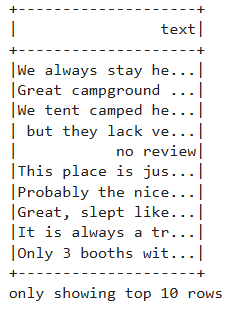 +--------------------+
|                text|
+--------------------+
|We always stay he...|
|Great campground ...|
|We tent camped he...|
| but they lack ve...|
|           no review|
|This place is jus...|
|Probably the nice...|
|Great, slept like...|
|It is always a tr...|
|Only 3 booths wit...|
+--------------------+
only showing top 10 rows